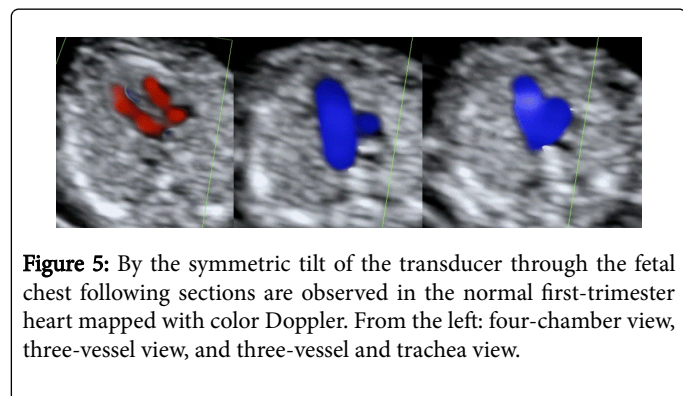 Figure 5: By the symmetric tilt of the transducer through the fetal
chest following sections are observed in the normal first-trimester
heart mapped with color Doppler. From the left: four-chamber view,
three-vessel view, and three-vessel and trachea view.